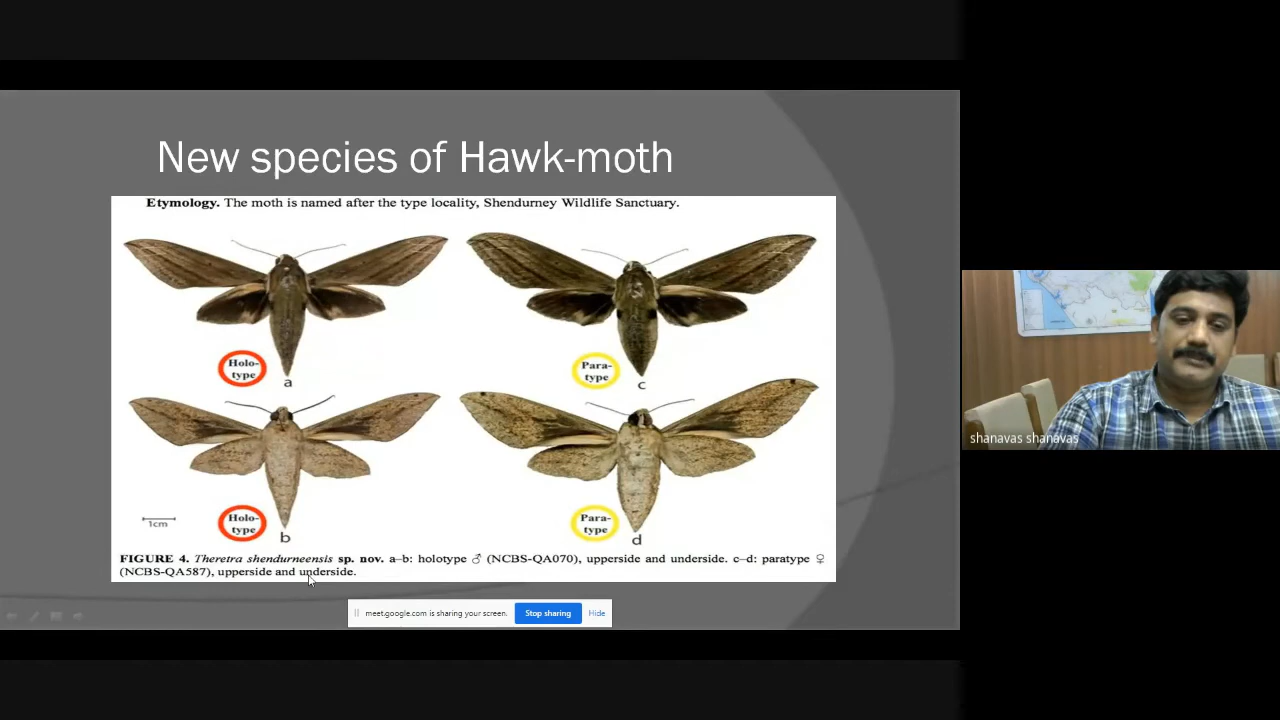 New species of Hawk-moth
Etymology. The moth is named after the type locality, Shendurney Wildlife Sanctuary.
Holo-
type
a
Para-
type
c
1cm
Holo-
type
b
Para-
type
d
FIGURE 4. Theretra shendurneensis sp. nov. a–b: holotype ♂ (NCBS-QA070), upperside and underside. c–d: paratype ♀
(NCBS-QA587), upperside and underside.
meet.google.com is sharing your screen.
Stop sharing
Hide
shanavas shanavas